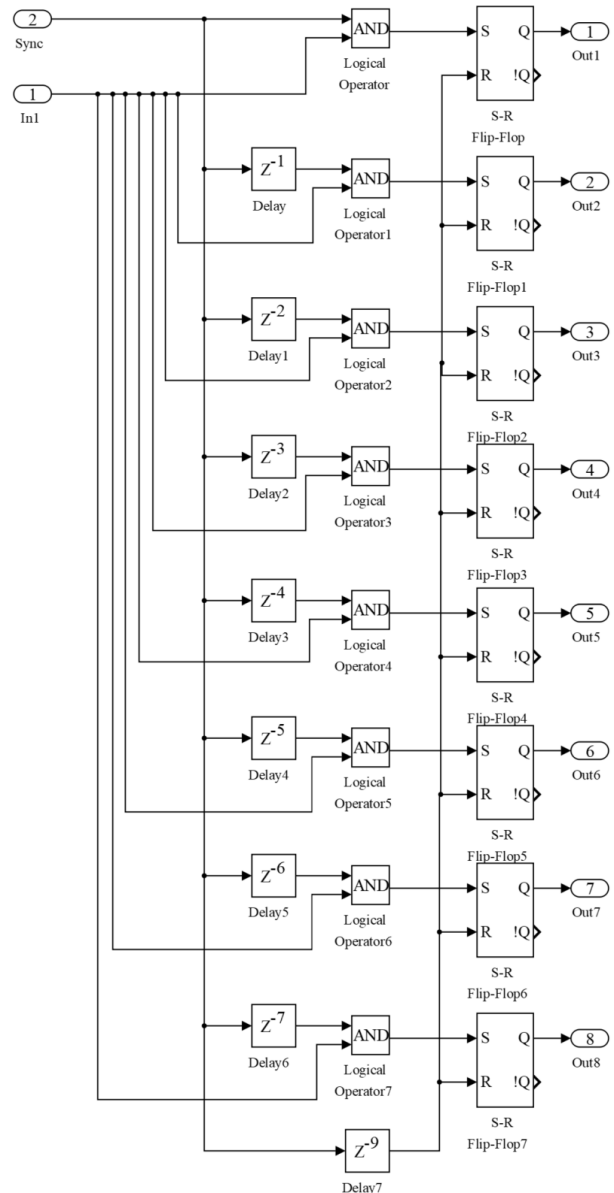 2
Sync
1
In1
AND
Logical
Operator
S Q
R !Q
S-R
Flip-Flop
1
Out1
Z-1
Delay
AND
Logical
Operator1
S Q
R !Q
S-R
Flip-Flop1
2
Out2
Z-2
Delay1
AND
Logical
Operator2
S Q
R !Q
S-R
Flip-Flop2
3
Out3
Z-3
Delay2
AND
Logical
Operator3
S Q
R !Q
S-R
Flip-Flop3
4
Out4
Z-4
Delay3
AND
Logical
Operator4
S Q
R !Q
S-R
Flip-Flop4
5
Out5
Z-5
Delay4
AND
Logical
Operator5
S Q
R !Q
S-R
Flip-Flop5
6
Out6
Z-6
Delay5
AND
Logical
Operator6
S Q
R !Q
S-R
Flip-Flop6
7
Out7
Z-7
Delay6
AND
Logical
Operator7
S Q
R !Q
S-R
Flip-Flop7
8
Out8
Z-9
Delay7